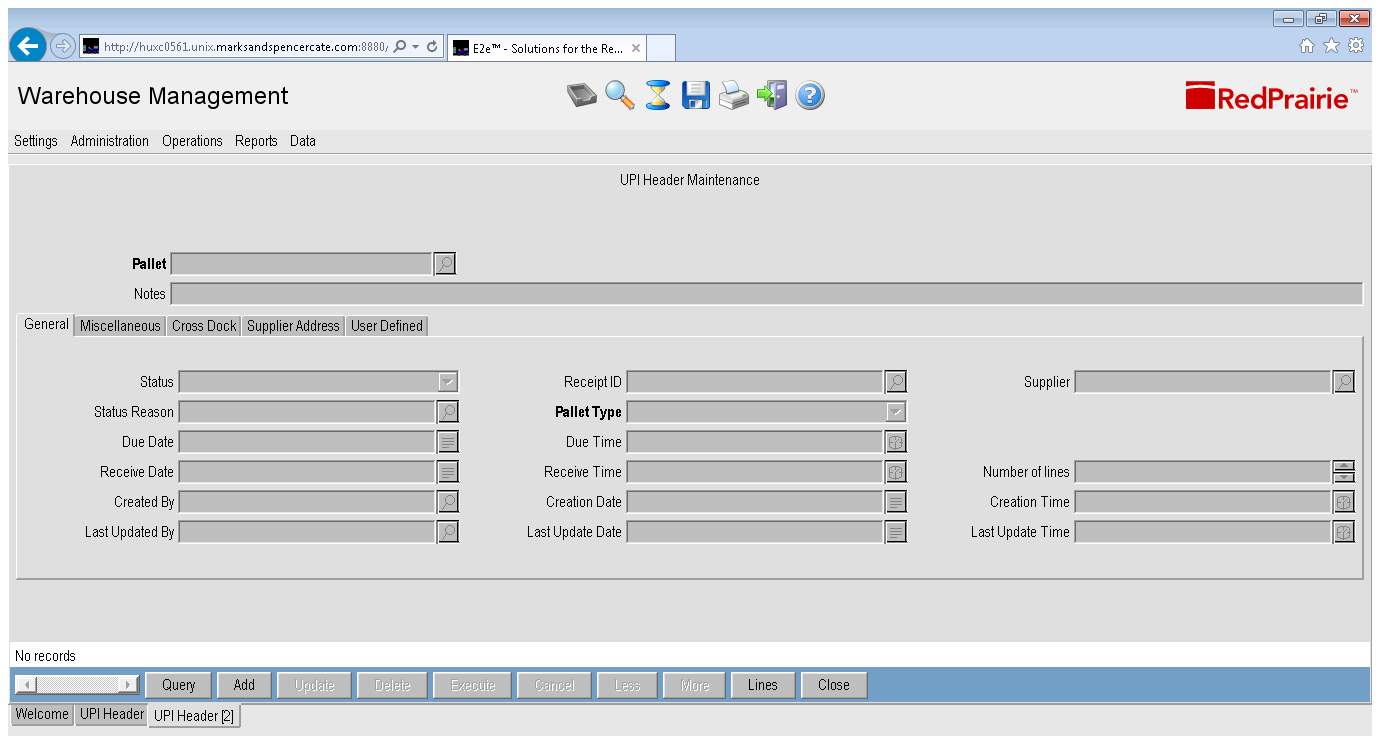 http://huxc0561.unix.marksandspencercate.com:8880,
E2e™ - Solutions for the Re...
Warehouse Management
RedPrairie™
Settings Administration Operations Reports Data
UPI Header Maintenance
Pallet
Notes
General Miscellaneous Cross Dock Supplier Address User Defined
Status Receipt ID Supplier
Status Reason Pallet Type
Due Date Due Time
Receive Date Receive Time Number of lines
Created By Creation Date Creation Time
Last Updated By Last Update Date Last Update Time
No records
Query Add Update Delete Execute Cancel Less More Lines Close
Welcome UPI Header UPI Header [2]